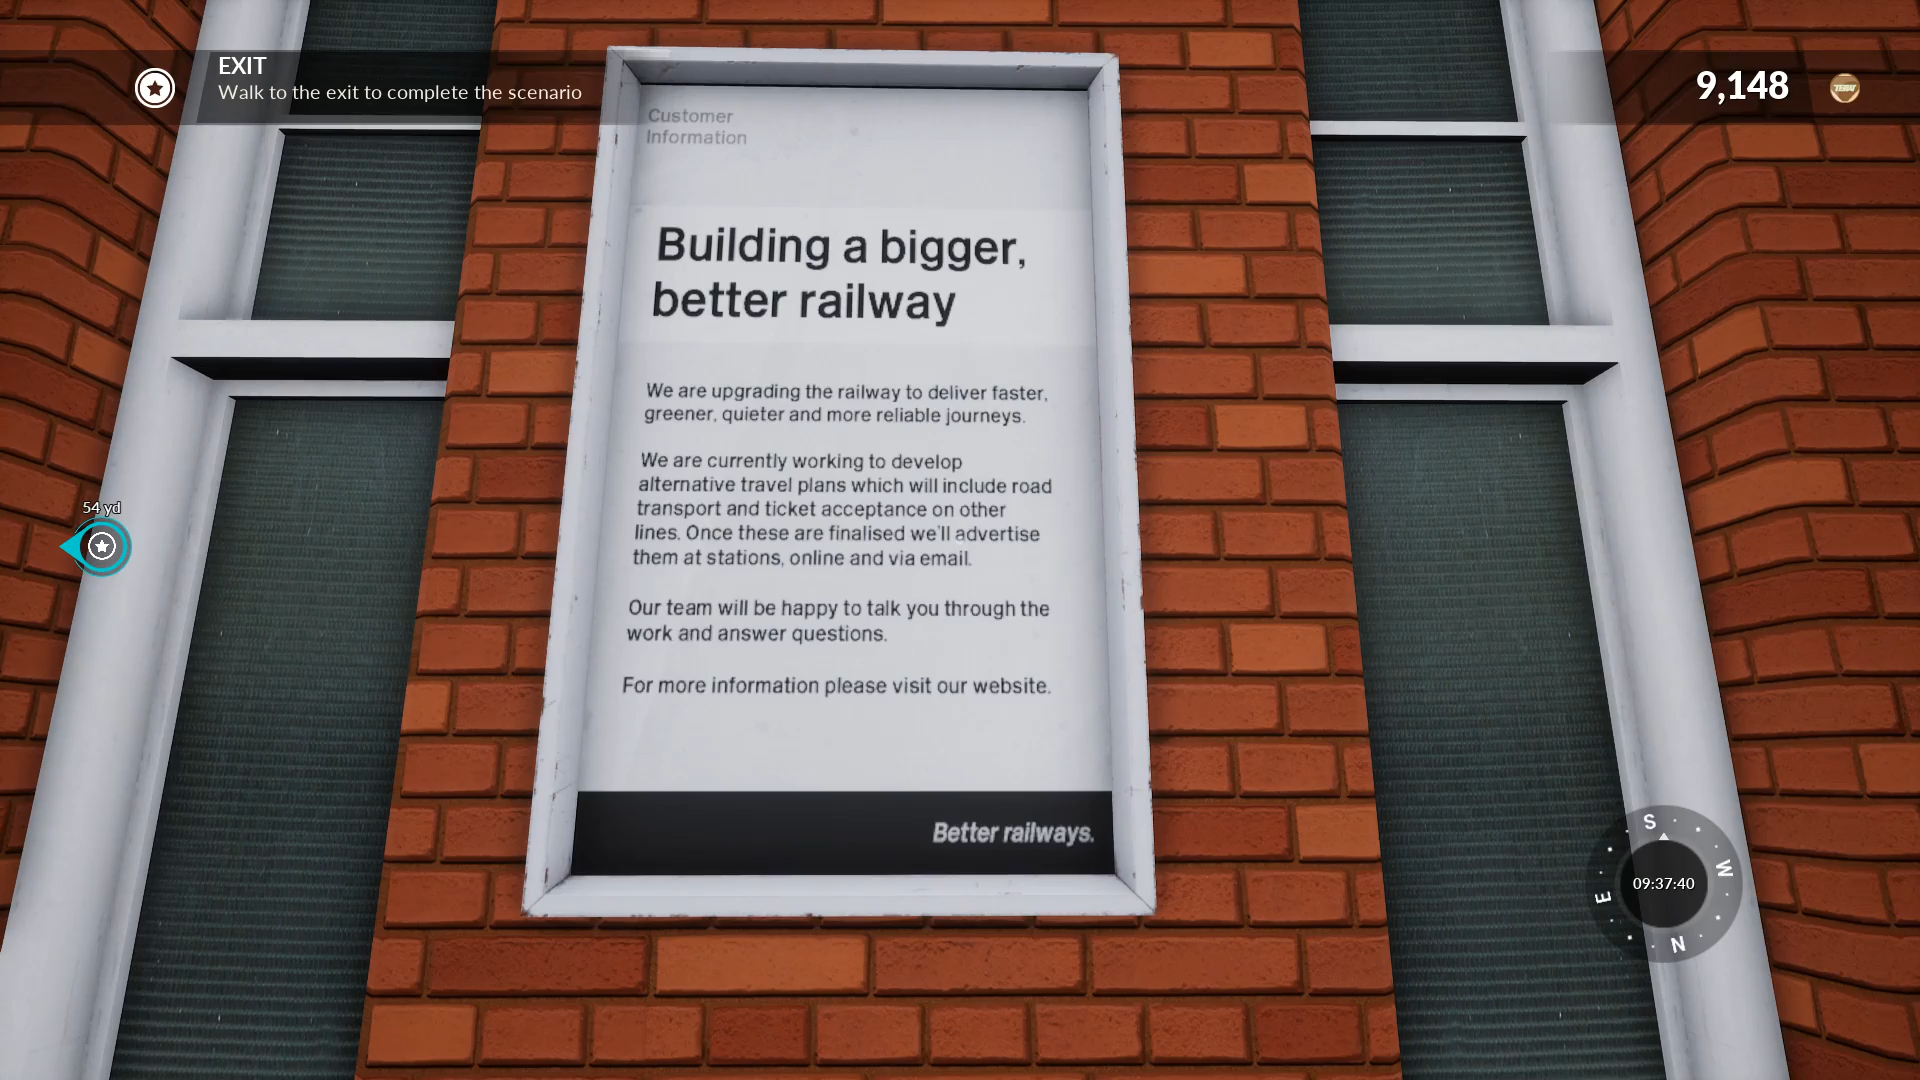 EXIT
Walk to the exit to complete the scenario
9,148
Customer
Information
Building a bigger,
better railway
We are upgrading the railway to deliver faster,
greener, quieter and more reliable journeys.
We are currently working to develop
alternative travel plans which will include road
transport and ticket acceptance on other
lines. Once these are finalised we'll advertise
them at stations, online and via email.
Our team will be happy to talk you through the
work and answer questions.
For more information please visit our website.
Better railways.
54 yd
S
W
E
N
09:37:40